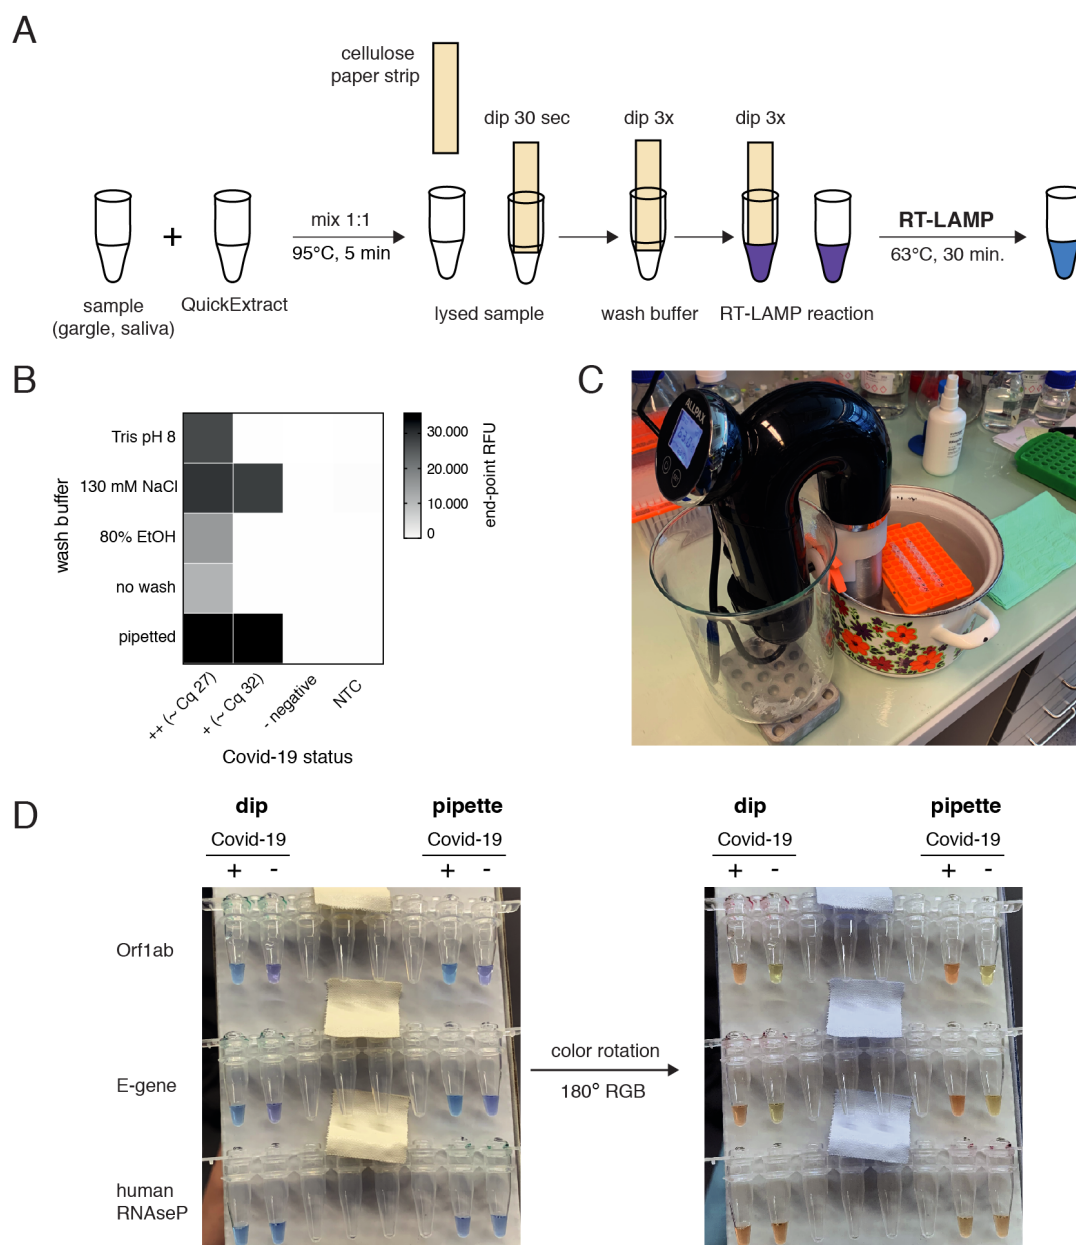 A
cellulose
paper strip
dip 30 sec
dip 3x
dip 3x
+
mix 1:1
95°C, 5 min
RT-LAMP
63°C, 30 min.
sample
(gargle, saliva)
QuickExtract
lysed sample
wash buffer
RT-LAMP reaction
B
wash buffer
Tris pH 8
130 mM NaCl
80% EtOH
no wash
pipetted
30.000
20.000
10.000
0
end-point RFU
++ (~ Cq 27)
+ (~ Cq 32)
- negative
NTC
Covid-19 status
C
ALLPAX
D
dip
pipette
dip
pipette
Covid-19
Covid-19
Covid-19
Covid-19
+ -
+ -
+ -
+ -
Orf1ab
E-gene
human
RNAseP
color rotation
180° RGB